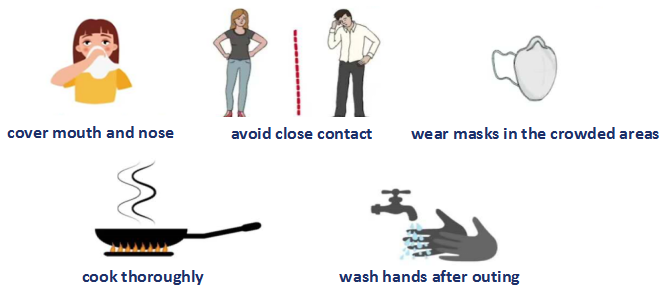 cover mouth and nose
avoid close contact
wear masks in the crowded areas
cook thoroughly
wash hands after outing